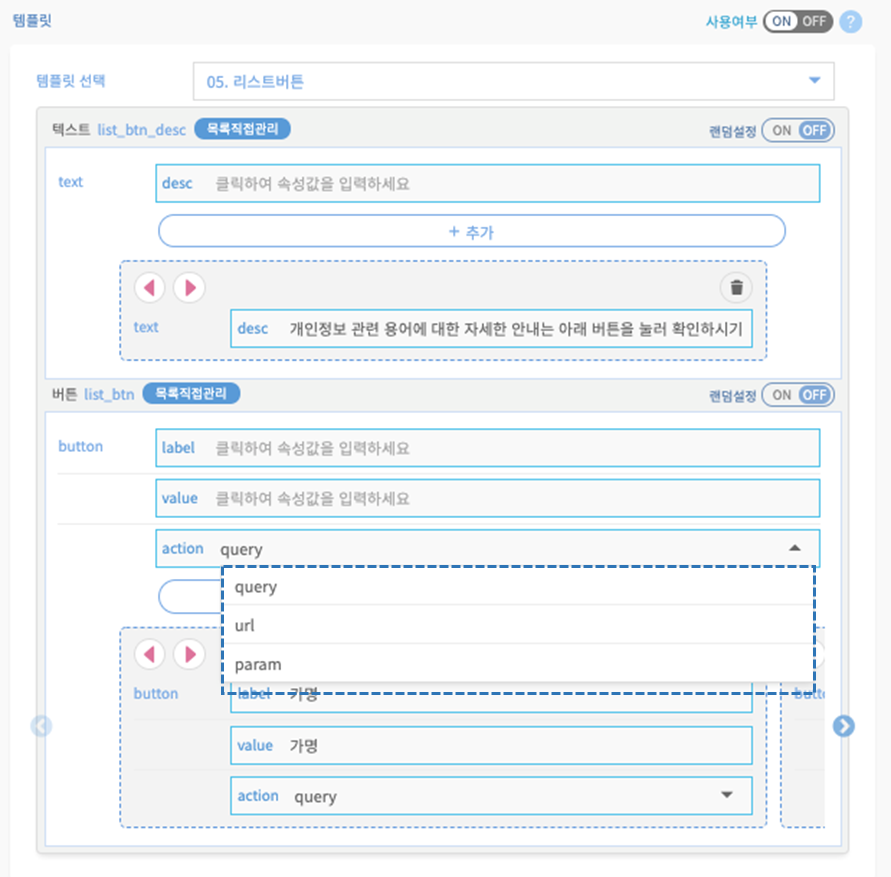 템플릿 사용여부 ON OFF ?
템플릿 선택 05. 리스트버튼
텍스트 list_btn_desc 목록직접관리 랜덤설정 ON OFF
text desc 클릭하여 속성값을 입력하세요
+ 추가
text desc 개인정보 관련 용어에 대한 자세한 안내는 아래 버튼을 눌러 확인하시기
버튼 list_btn 목록직접관리 랜덤설정 ON OFF
button label 클릭하여 속성값을 입력하세요
value 클릭하여 속성값을 입력하세요
action query
query
url
param
button label 가명 butto
value 가명
action query